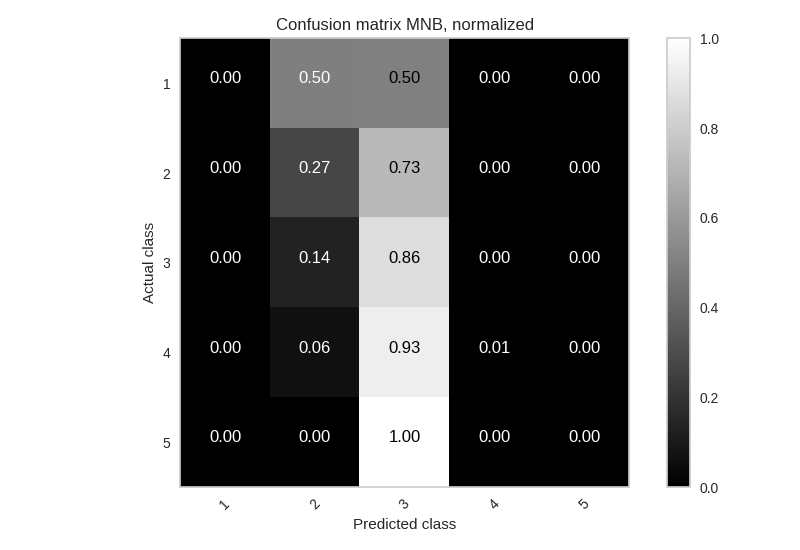 Confusion matrix MNB, normalized
1 0.00 0.50 0.50 0.00 0.00
2 0.00 0.27 0.73 0.00 0.00
3 0.00 0.14 0.86 0.00 0.00
4 0.00 0.06 0.93 0.01 0.00
5 0.00 0.00 1.00 0.00 0.00
1 2 3 4 5
Actual class
Predicted class
1.0
0.8
0.6
0.4
0.2
0.0